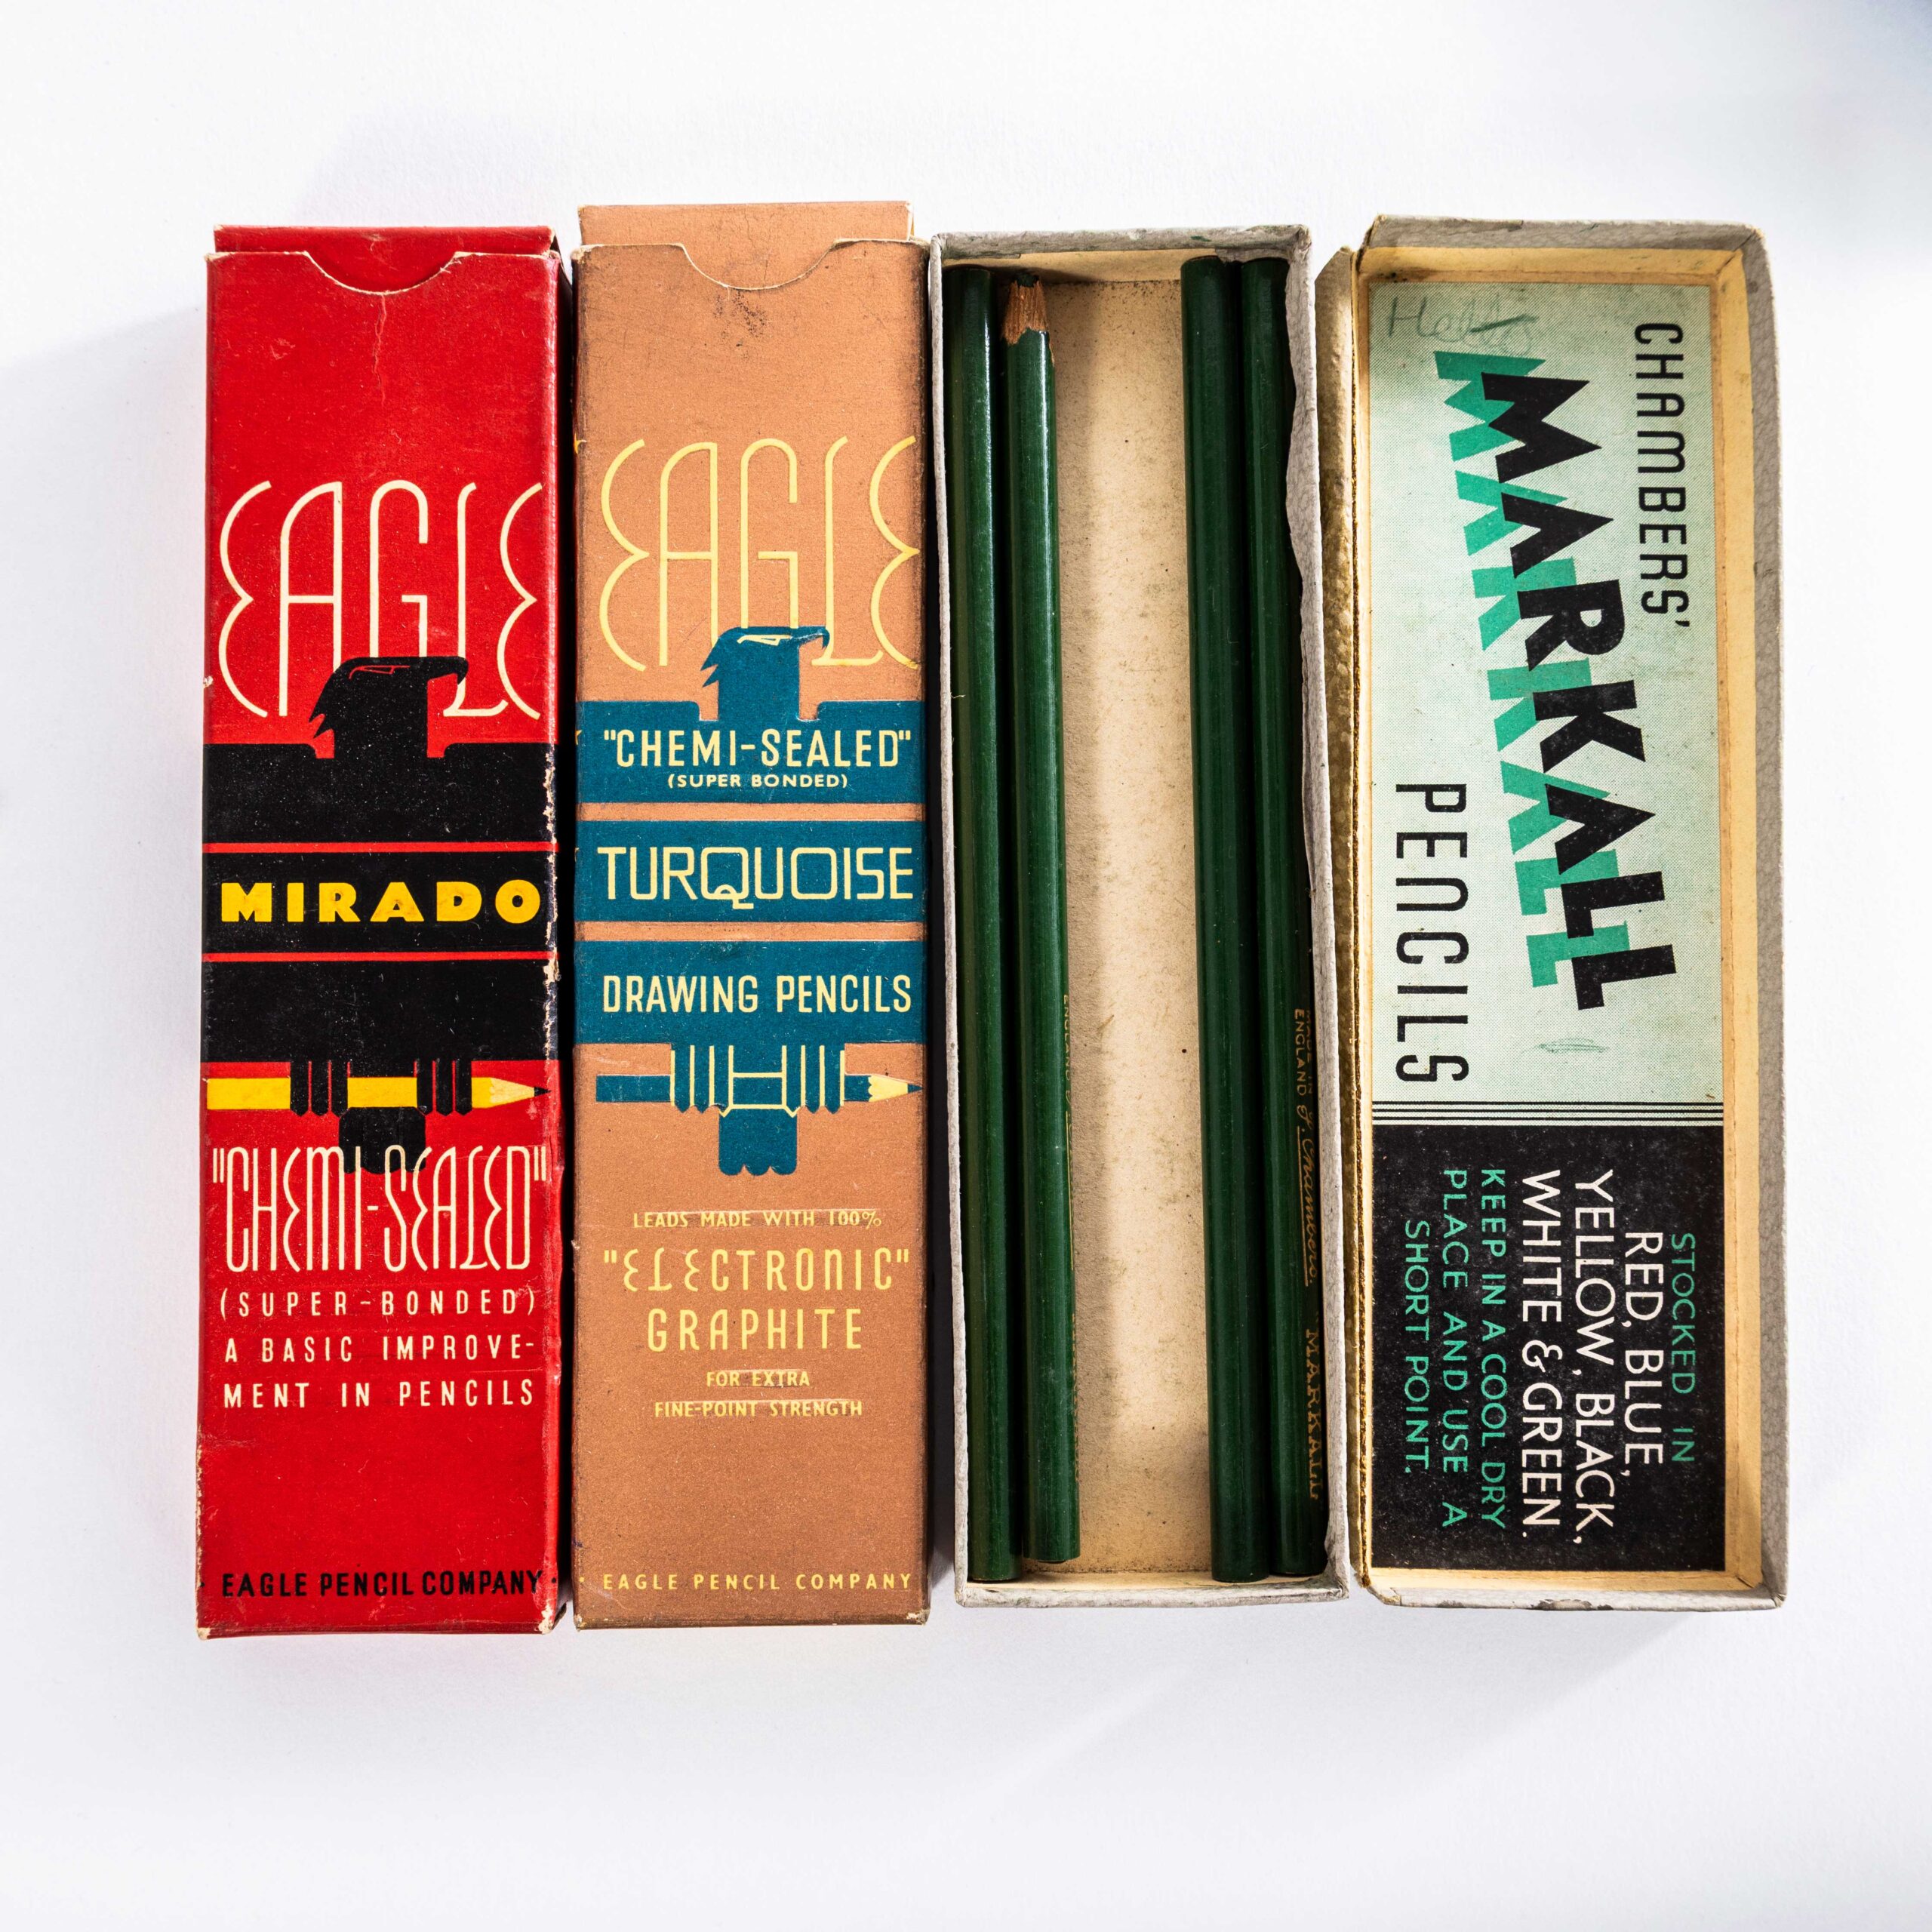 EAGLE
MIRADO
"CHEMI-SEALED"
(SUPER-BONDED)
A BASIC IMPROVE-
MENT IN PENCILS
EAGLE PENCIL COMPANY
EAGLE
"CHEMI-SEALED"
(SUPER BONDED)
TURQUOISE
DRAWING PENCILS
LEADS MADE WITH 100%
"ELECTRONIC"
GRAPHITE
FOR EXTRA
FINE-POINT STRENGTH
EAGLE PENCIL COMPANY
MADE IN
ENGLAND
F. Chambers.
MARKALL
CHAMBERS'
MARKALL
PENCILS
STOCKED IN
RED, BLUE,
YELLOW, BLACK,
WHITE & GREEN.
KEEP IN A COOL DRY
PLACE AND USE A
SHORT POINT.